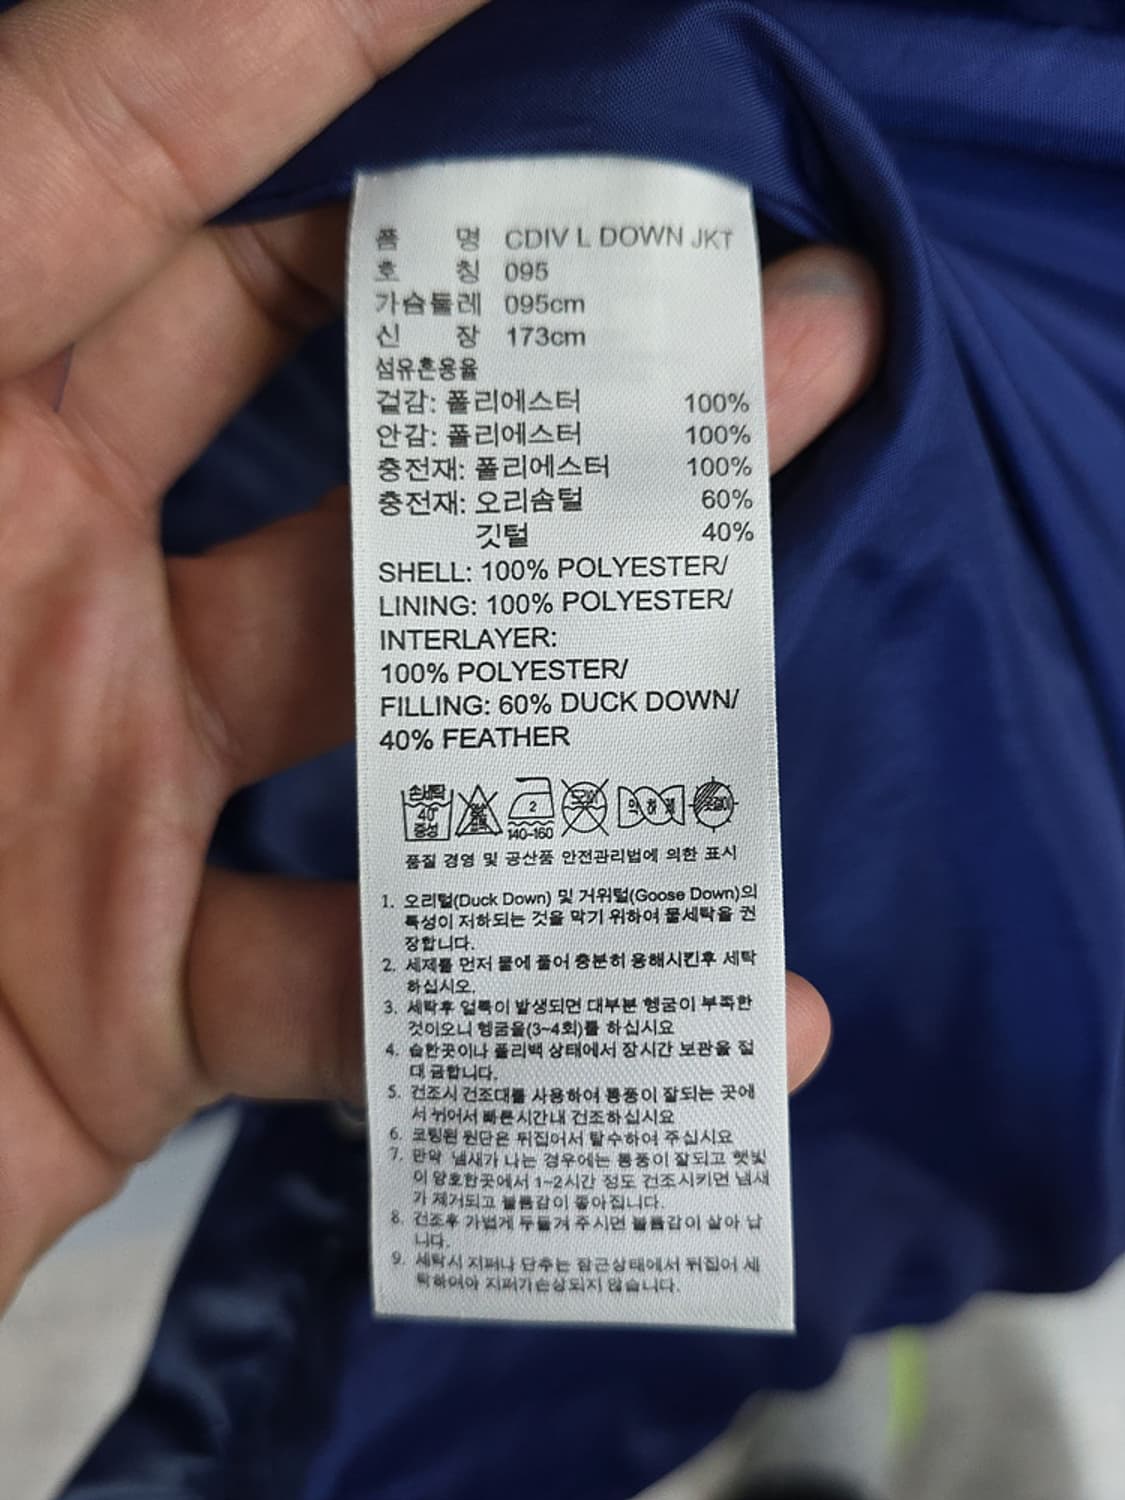 품 명 CDIV L DOWN JKT
호 칭 095
가슴둘레 095cm
신 장 173cm
섬유혼용율
겉감: 폴리에스터 100%
안감: 폴리에스터 100%
충전재: 폴리에스터 100%
충전재: 오리솜털 60%
깃털 40%
SHELL: 100% POLYESTER/
LINING: 100% POLYESTER/
INTERLAYER:
100% POLYESTER/
FILLING: 60% DUCK DOWN/
40% FEATHER
손세탁
40°
중성
2
140~160
드라이
약하게
품질 경영 및 공산품 안전관리법에 의한 표시
1. 오리털(Duck Down) 및 거위털(Goose Down)의
특성이 저하되는 것을 막기 위하여 물세탁을 권
장합니다.
2. 세제를 먼저 물에 풀어 충분히 용해시킨후 세탁
하십시오.
3. 세탁후 얼룩이 발생되면 대부분 헹굼이 부족한
것이오니 헹굼을(3~4회)를 하십시요
4. 습한곳이나 폴리백 상태에서 장시간 보관을 절
대 금합니다.
5. 건조시 건조대를 사용하여 통풍이 잘되는 곳에
서 뉘어서 빠른시간내 건조하십시요
6. 코팅된 원단은 뒤집어서 탈수하여 주십시요
7. 만약 냄새가 나는 경우에는 통풍이 잘되고 햇빛
이 양호한곳에서 1~2시간 정도 건조시키면 냄새
가 제거되고 볼륨감이 좋아집니다.
8. 건조후 가볍게 두들겨 주시면 볼륨감이 살아 납
니다.
9. 세탁시 지퍼나 단추는 잠근상태에서 뒤집어 세
탁하여야 지퍼가손상되지 않습니다.